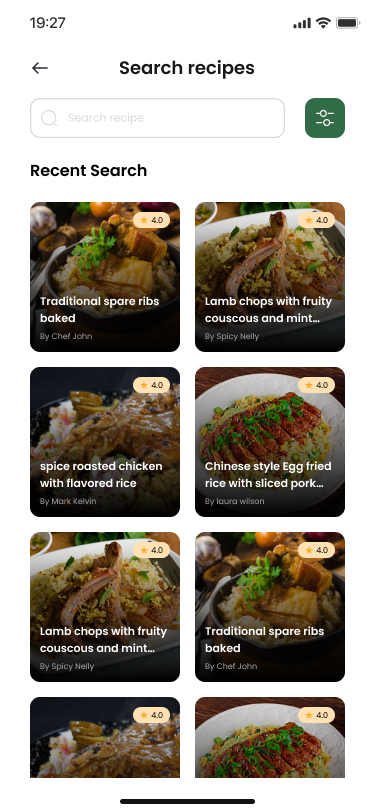 19:27
Search recipes
Search recipe
Recent Search
4.0
Traditional spare ribs
baked
By Chef John
4.0
Lamb chops with fruity
couscous and mint...
By Spicy Nelly
4.0
spice roasted chicken
with flavored rice
By Mark Kelvin
4.0
Chinese style Egg fried
rice with sliced pork...
By laura wilson
4.0
Lamb chops with fruity
couscous and mint...
By Spicy Nelly
4.0
Traditional spare ribs
baked
By Chef John
4.0
4.0